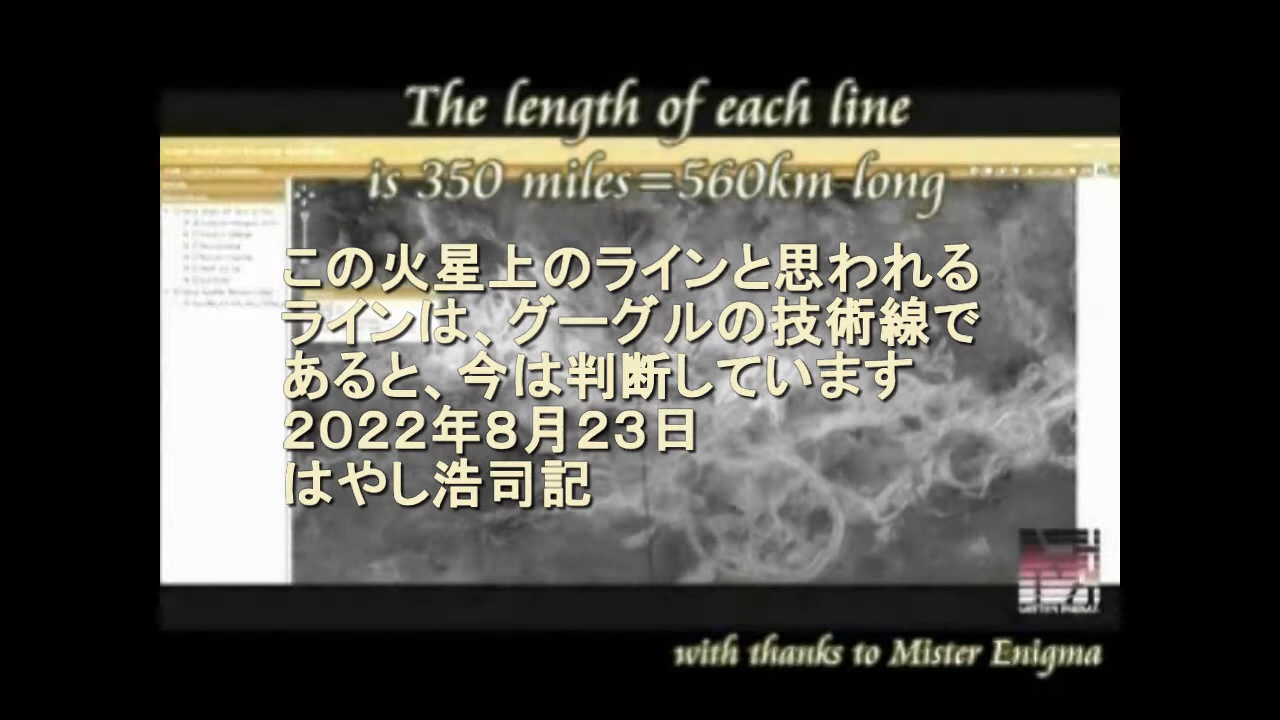 The length of each line
is 350 miles=560km long
この火星上のラインと思われる
ラインは、グーグルの技術線で
あると、今は判断しています
２０２２年８月２３日
はやし浩司記
with thanks to Mister Enigma